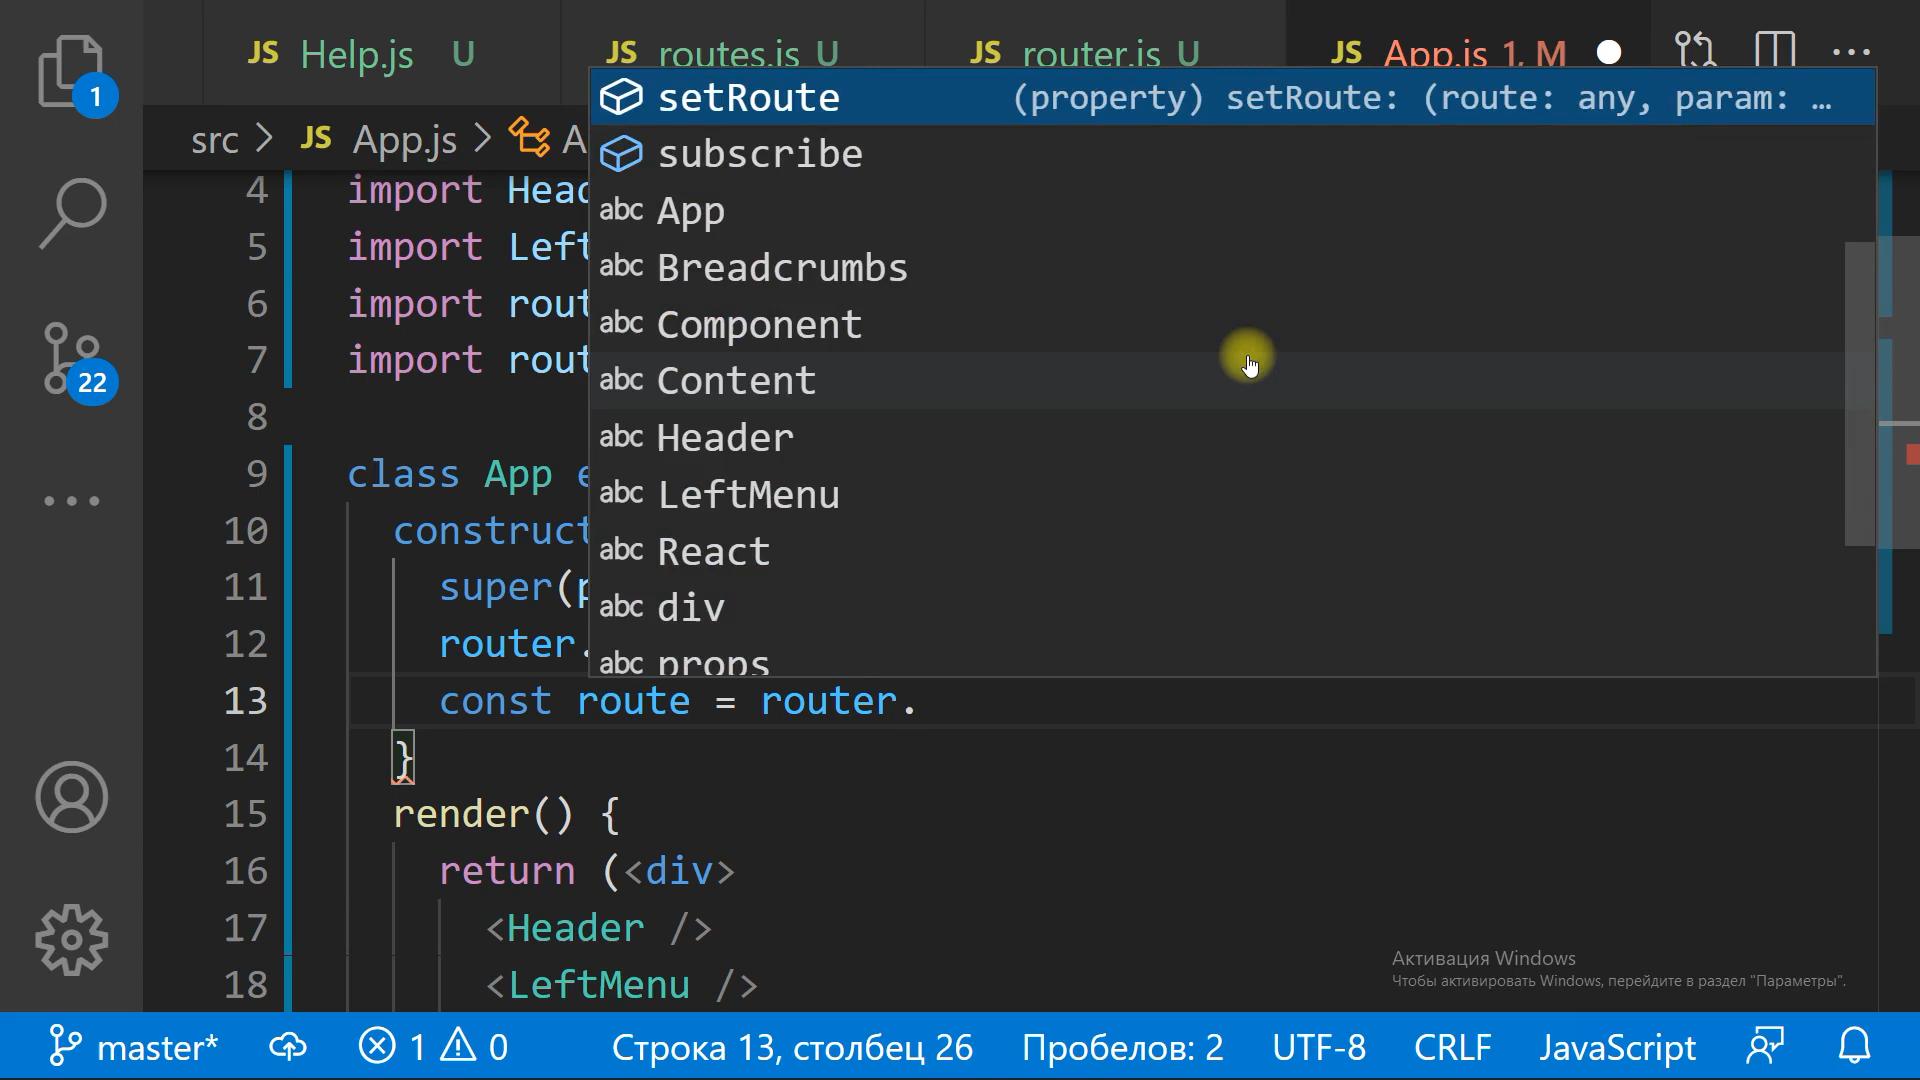 JS Help.js U
JS routes.js U
JS router.js U
JS App.js 1, M
1
setRoute (property) setRoute: (route: any, param: …
src > JS App.js > A
subscribe
4 import Head
abc App
5 import Left
abc Breadcrumbs
6 import rout
abc Component
7 import rout
abc Content
22
8
abc Header
9 class App e
abc LeftMenu
10 construct
abc React
11 super(p
abc div
12 router.
abc props
13 const route = router.
14 }
15 render() {
16 return (<div>
17 <Header />
18 <LeftMenu />
Активация Windows
Чтобы активировать Windows, перейдите в раздел "Параметры".
master* 1 0 Строка 13, столбец 26 Пробелов: 2 UTF-8 CRLF JavaScript